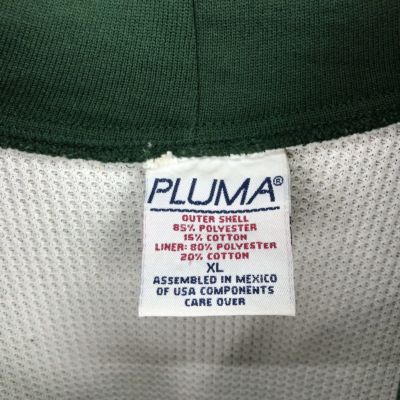 PLUMA®
OUTER SHELL
85% POLYESTER
15% COTTON
LINER: 80% POLYESTER
20% COTTON
XL
ASSEMBLED IN MEXICO
OF USA COMPONENTS
CARE OVER